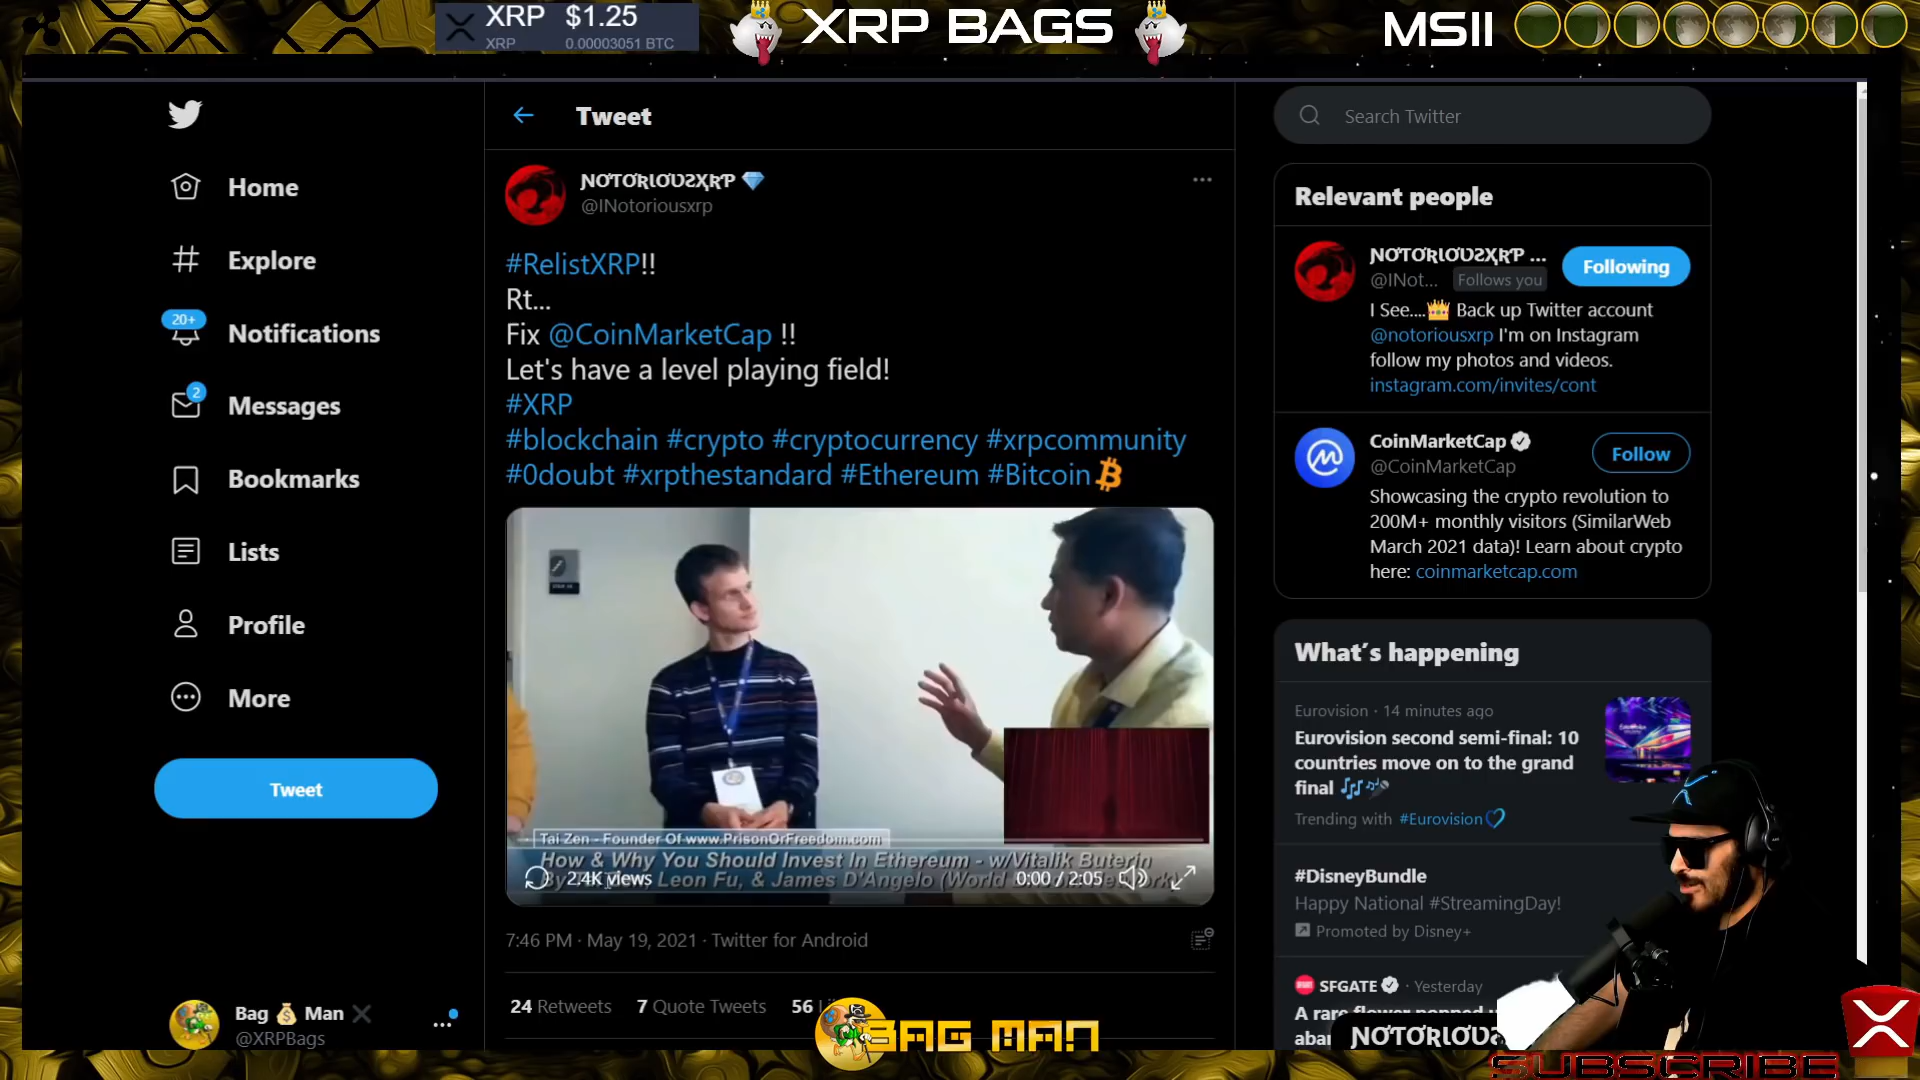 XRP $1.25
XRP 0.00003051 BTC
XRP BAGS
MSII
Home
Explore
20+
Notifications
2
Messages
Bookmarks
Lists
Profile
More
Tweet
Bag 💰 Man
@XRPBags
Tweet
NOTORIOUSXRP 💎
@INotoriousxrp
#RelistXRP!!
Rt...
Fix @CoinMarketCap !!
Let's have a level playing field!
#XRP
#blockchain #crypto #cryptocurrency #xrpcommunity
#0doubt #xrpthestandard #Ethereum #Bitcoin
Tai Zen - Founder Of www.PrisonOrFreedom.com
How & Why You Should Invest In Ethereum - w/Vitalik Buterin
Leon Fu, & James D'Angelo (World
2.4K views
0:00 / 2:05
7:46 PM · May 19, 2021 · Twitter for Android
24 Retweets 7 Quote Tweets 56
BAG MAN
Search Twitter
Relevant people
NOTORIOUSXRP ...
@INot... Follows you
Following
I See....👑 Back up Twitter account
@notoriousxrp I'm on Instagram
follow my photos and videos.
instagram.com/invites/cont
CoinMarketCap
@CoinMarketCap
Follow
Showcasing the crypto revolution to
200M+ monthly visitors (SimilarWeb
March 2021 data)! Learn about crypto
here: coinmarketcap.com
What's happening
Eurovision · 14 minutes ago
Eurovision second semi-final: 10
countries move on to the grand
final 🎶🎤
Trending with #Eurovision
#DisneyBundle
Happy National #StreamingDay!
Promoted by Disney+
SFGATE · Yesterday
A rare flower popped
SUBSCRIBE